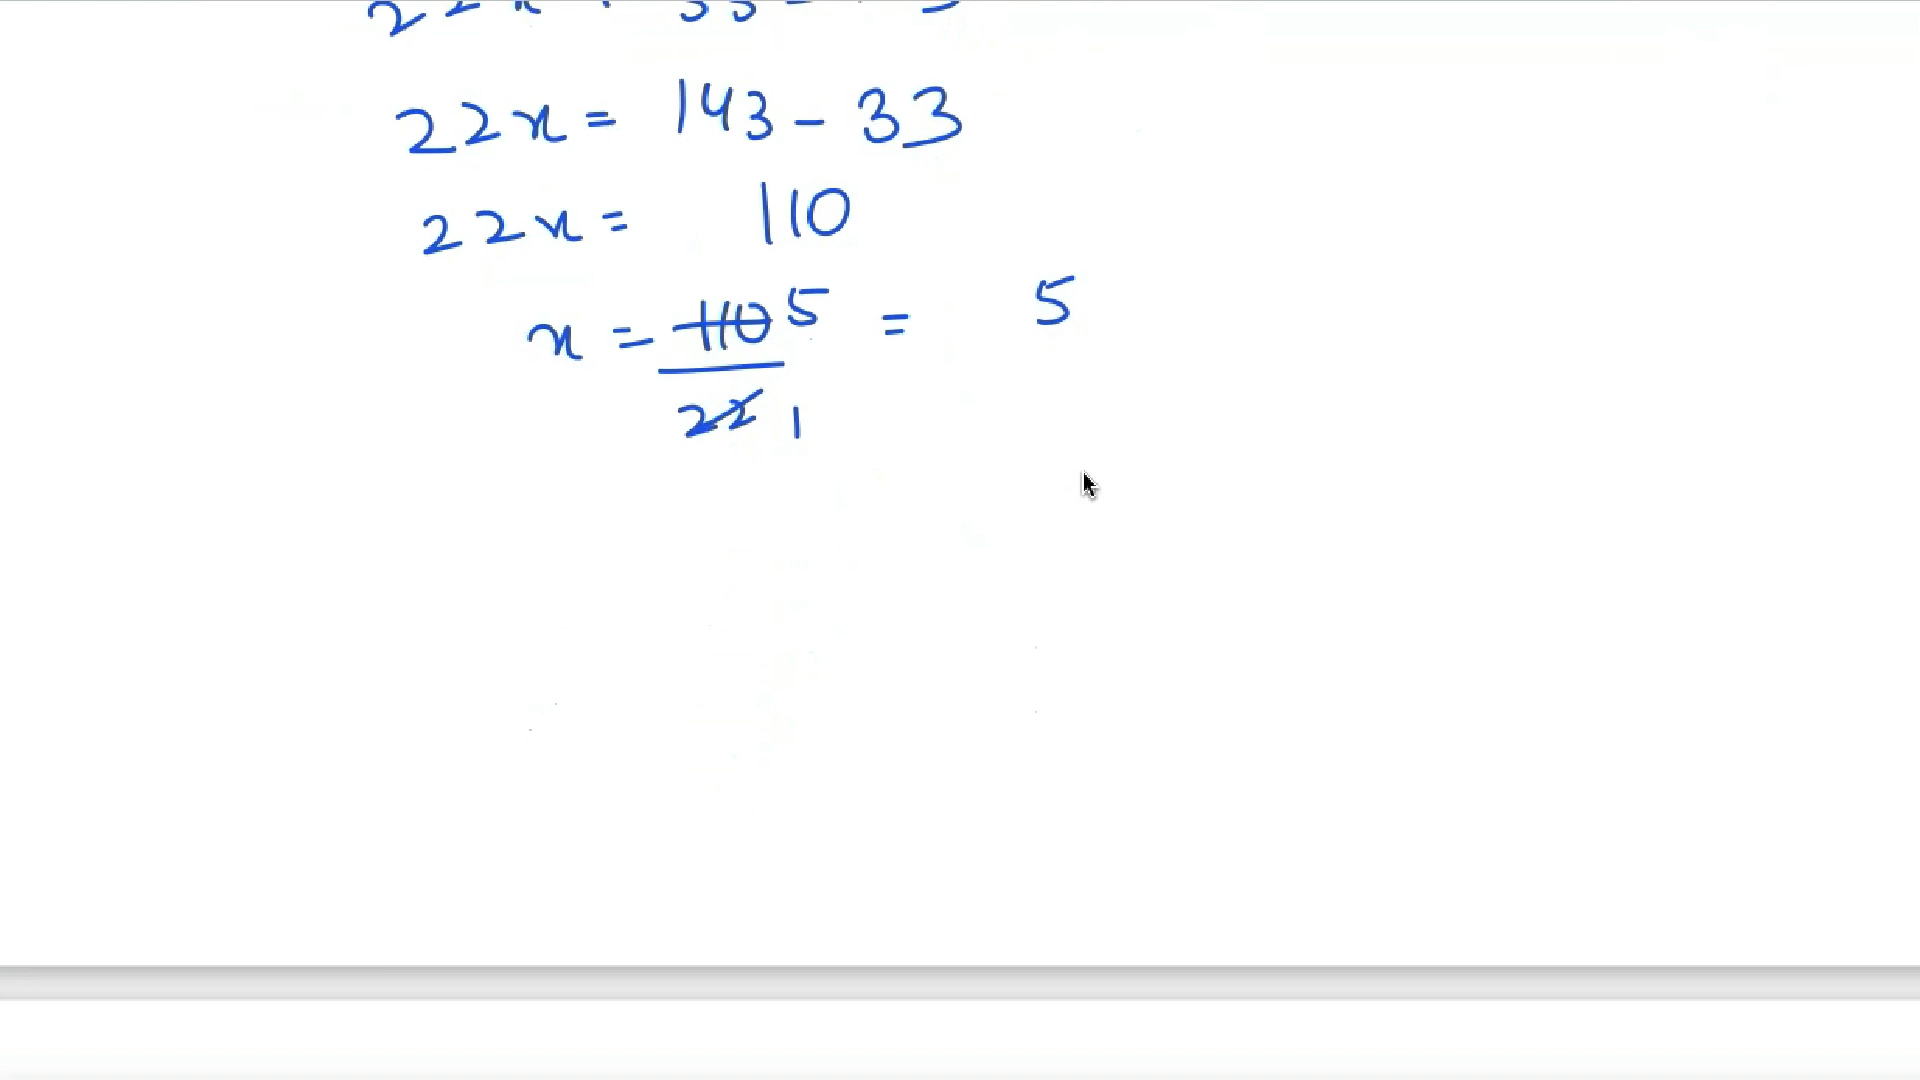 22x = 143 - 33
22x = 110
x = 110 5 = 5
22 1